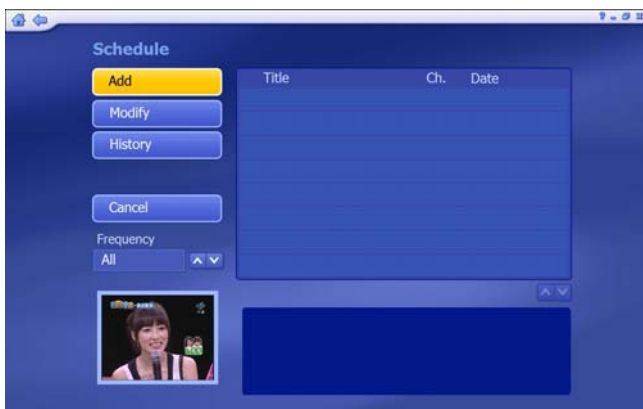 Schedule
Add
Title Ch. Date
Modify
History
Cancel
Frequency
All